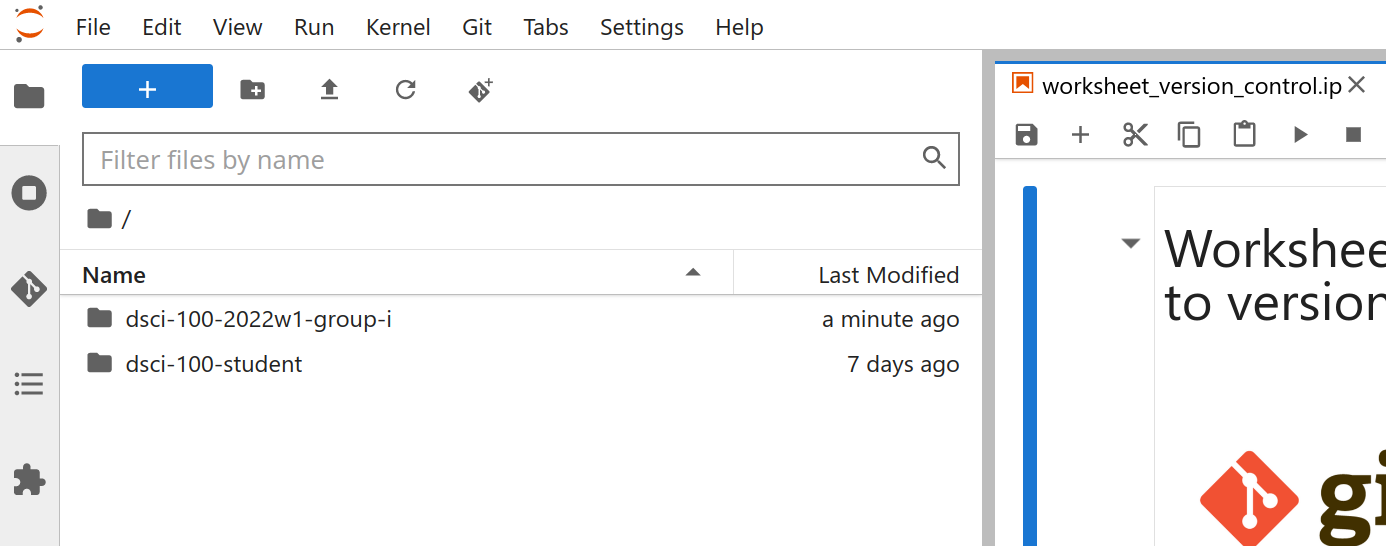 File Edit View Run Kernel Git Tabs Settings Help
worksheet_version_control.ip
Filter files by name
/
Name Last Modified
dsci-100-2022w1-group-i a minute ago
dsci-100-student 7 days ago
Workshee
to version
gi